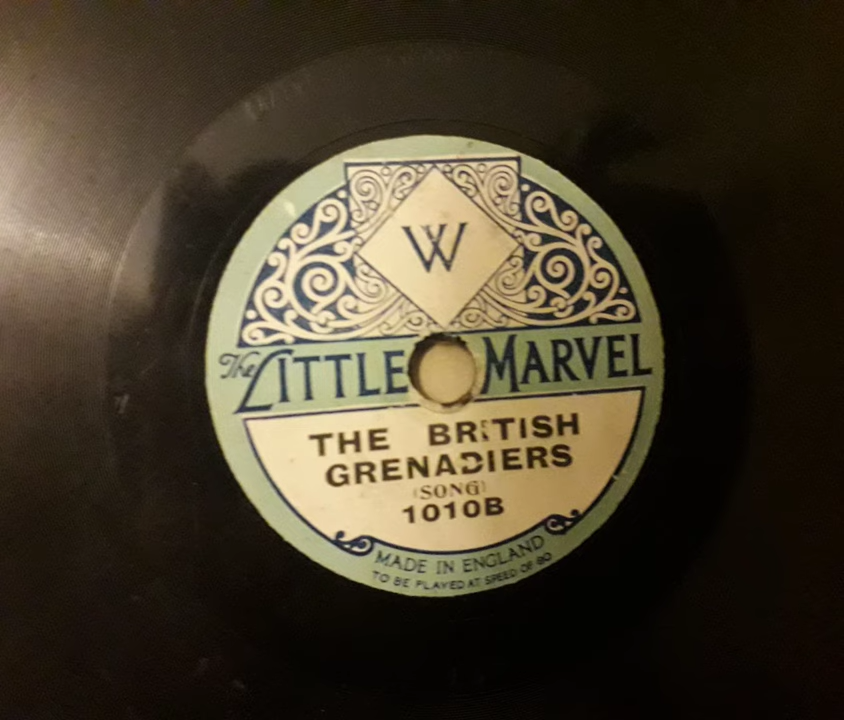 W
The LITTLE MARVEL
THE BRITISH
GRENADIERS
(SONG)
1010B
MADE IN ENGLAND
TO BE PLAYED AT SPEED OF 80